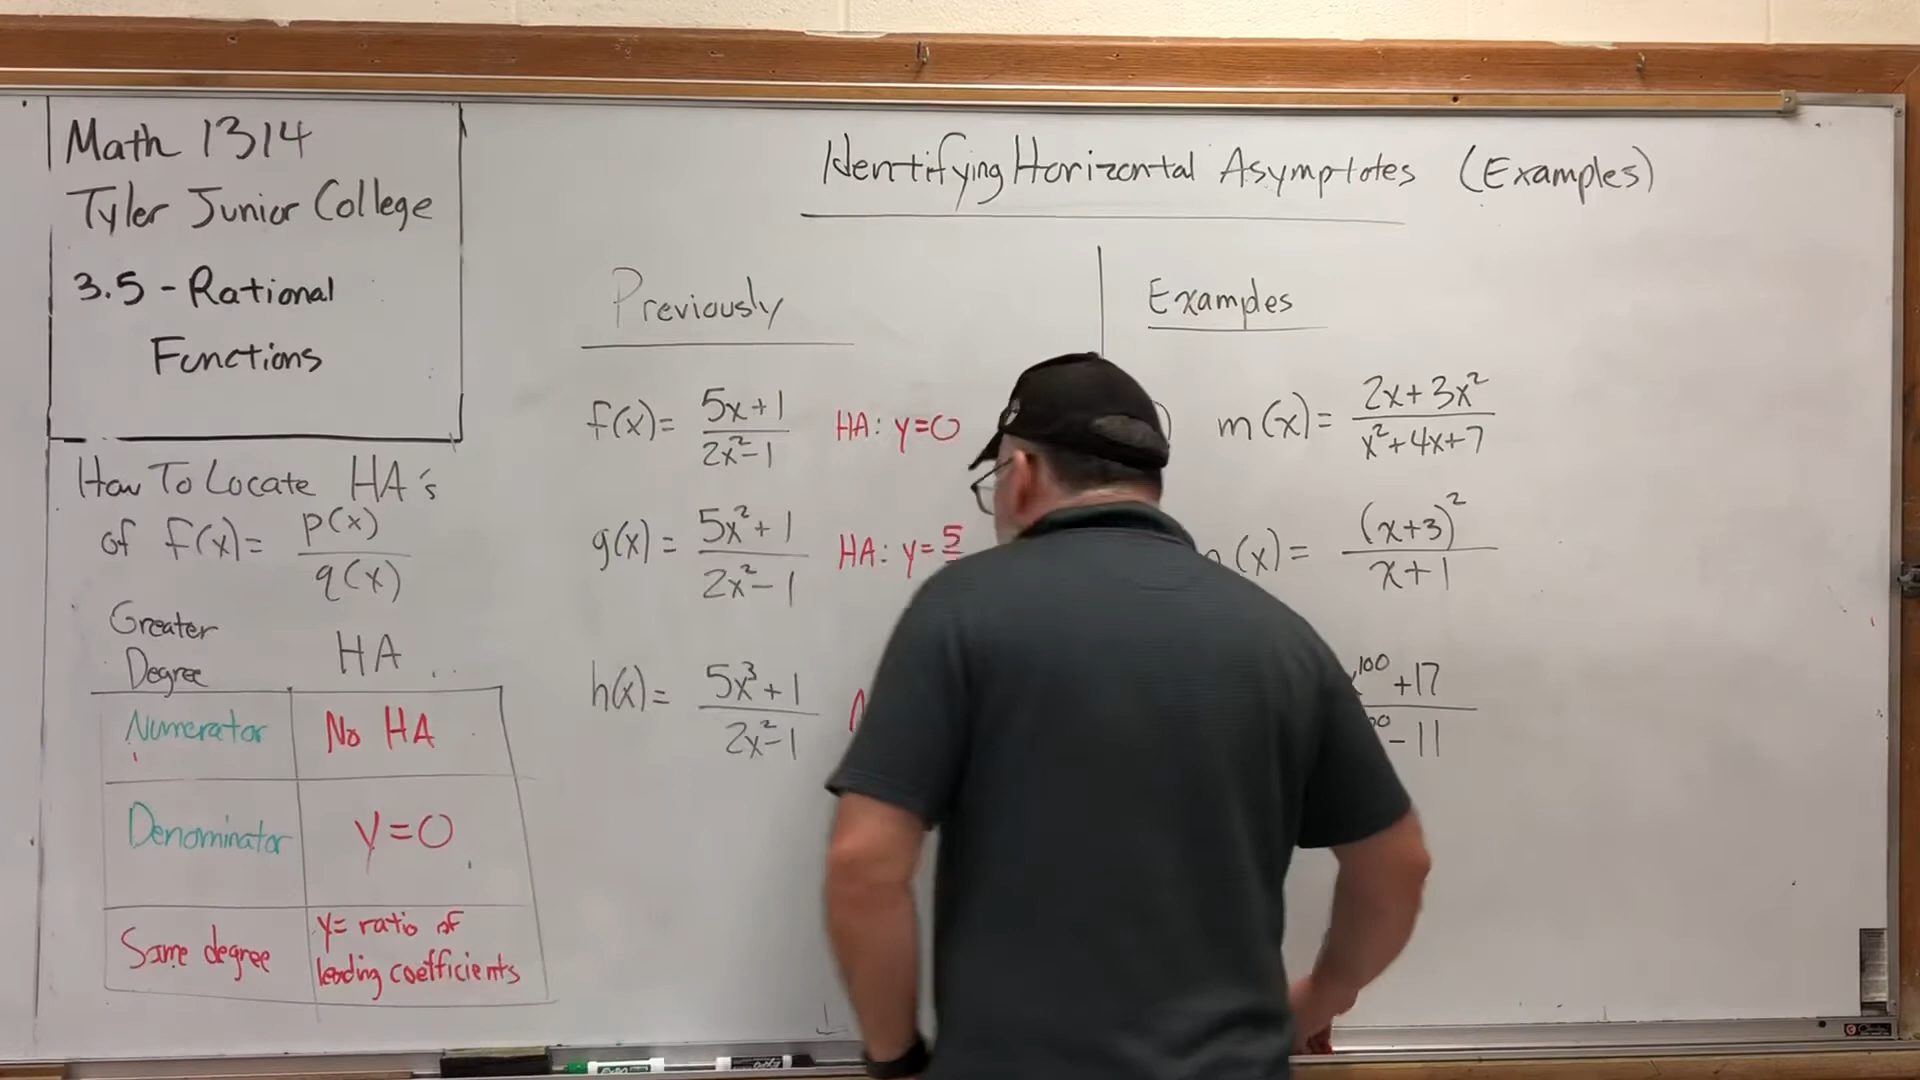 Math 1314
Tyler Junior College
3.5 - Rational
Functions
How To Locate HA's
of f(x) = p(x)/q(x)
Greater
Degree HA
Numerator No HA
Denominator y=0
Same degree y= ratio of
leading coefficients
Identifying Horizontal Asymptotes (Examples)
Previously
f(x)= (5x+1)/(2x²-1) HA: y=0
g(x)= (5x²+1)/(2x²-1) HA: y= 5
h(x)= (5x³+1)/(2x²-1)
Examples
m(x)= (2x+3x²)/(x²+4x+7)
(x)= (x+3)²/(x+1)
100 +17
-11
EXPO